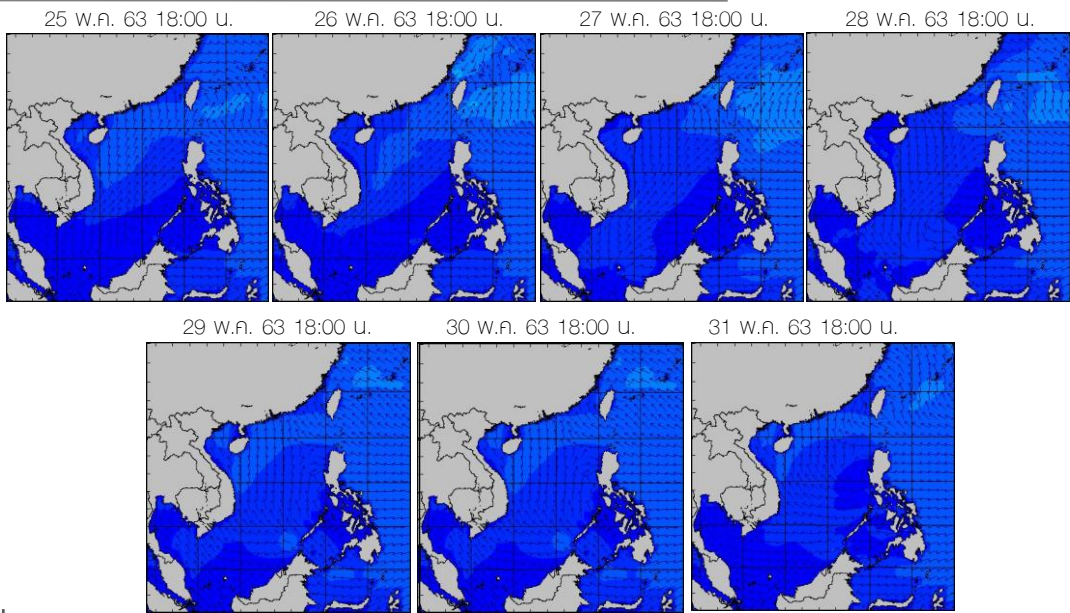 25 พ.ค. 63 18:00 น.
26 พ.ค. 63 18:00 น.
27 พ.ค. 63 18:00 น.
28 พ.ค. 63 18:00 น.
29 พ.ค. 63 18:00 น.
30 พ.ค. 63 18:00 น.
31 พ.ค. 63 18:00 น.